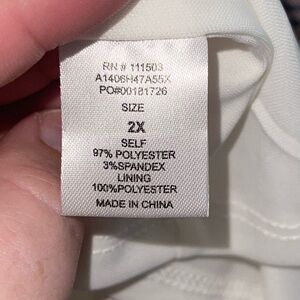 RN # 111503
A1406H47A55X
PO#00181726
SIZE
2X
SELF
97% POLYESTER
3%SPANDEX
LINING
100%POLYESTER
MADE IN CHINA